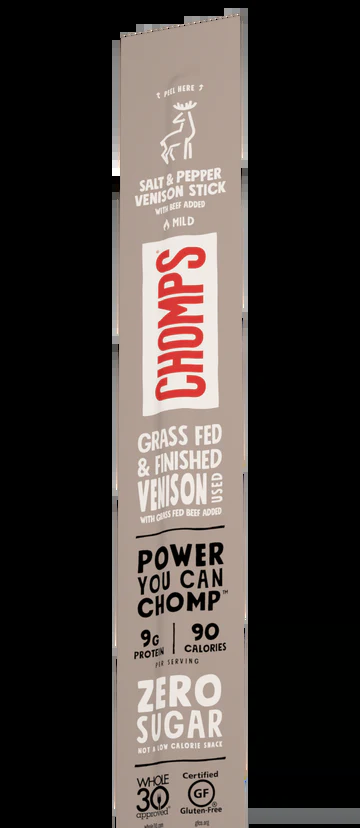 PEEL HERE
SALT & PEPPER
VENISON STICK
WITH BEEF ADDED
MILD
CHOMPS
GRASS FED
& FINISHED
VENISON USED
WITH GRASS FED BEEF ADDED
POWER
YOU CAN
CHOMP™
9G PROTEIN
90 CALORIES
PER SERVING
ZERO
SUGAR
NOT A LOW CALORIE SNACK
WHOLE
30
approved
Certified
GF
Gluten-Free
gfco.org